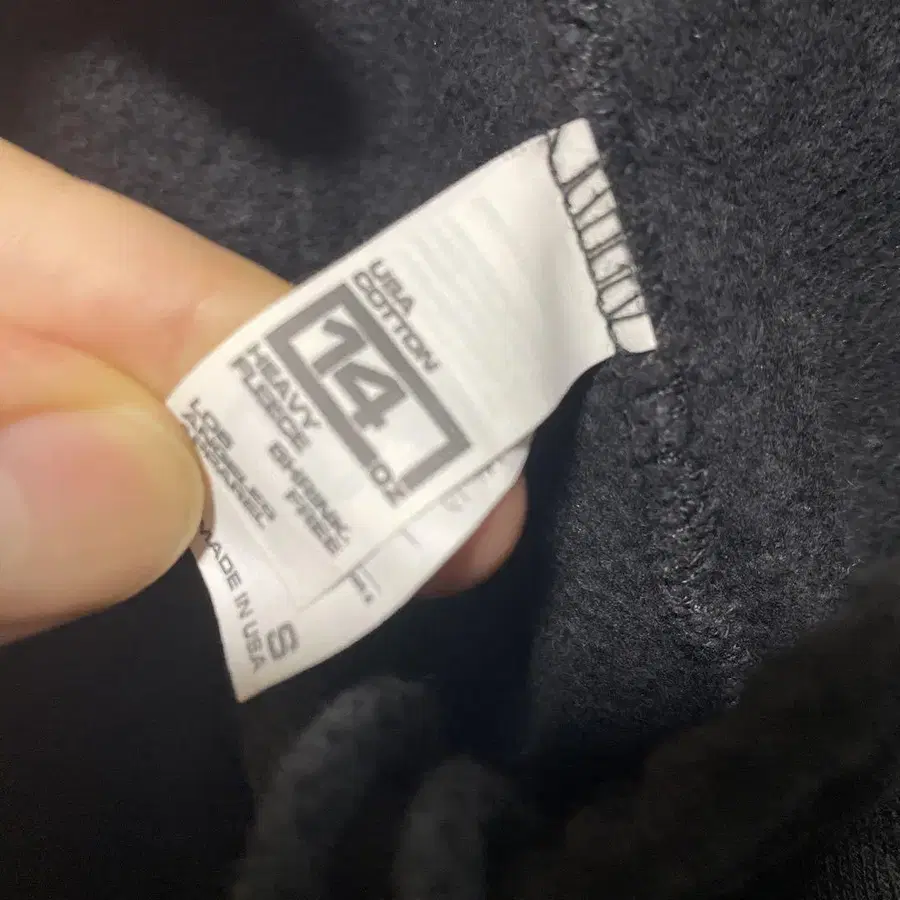 USA
COTTON
14
OZ
HEAVY
FLEECE
SHRINK
FREE
LOS
ANGELES
APPAREL
MADE IN USA
S